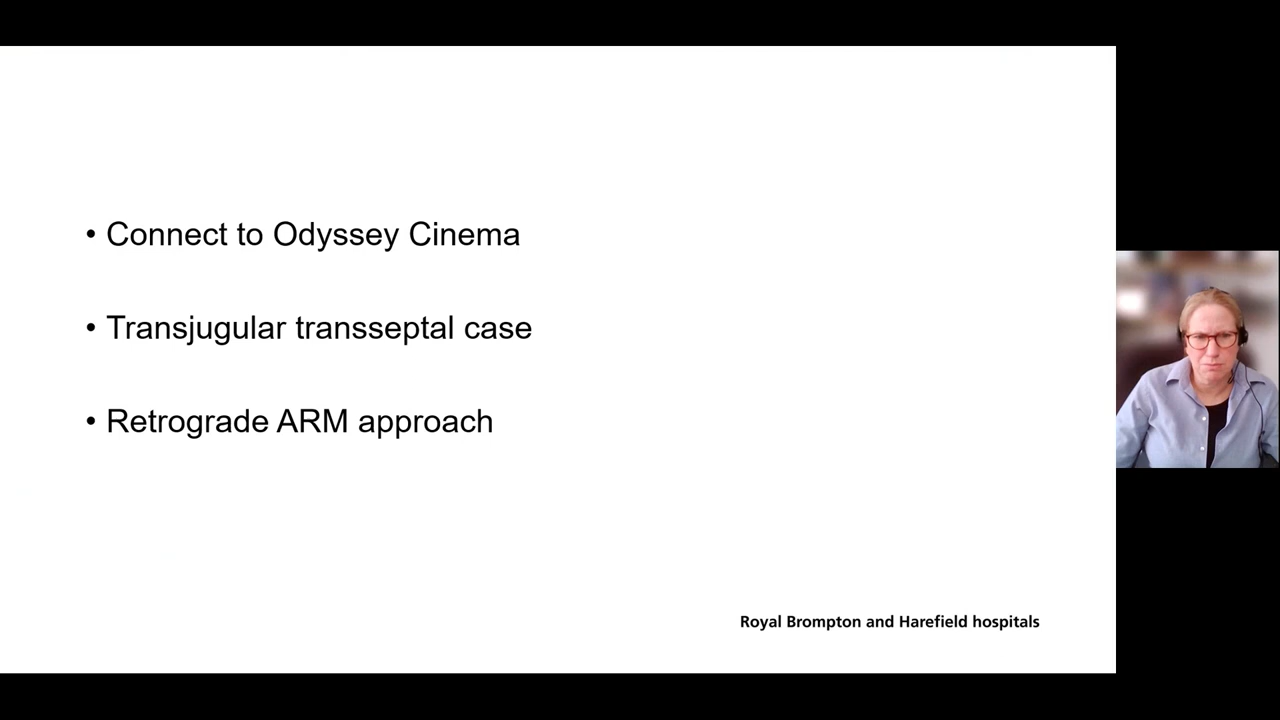 • Connect to Odyssey Cinema
• Transjugular transseptal case
• Retrograde ARM approach
Royal Brompton and Harefield hospitals